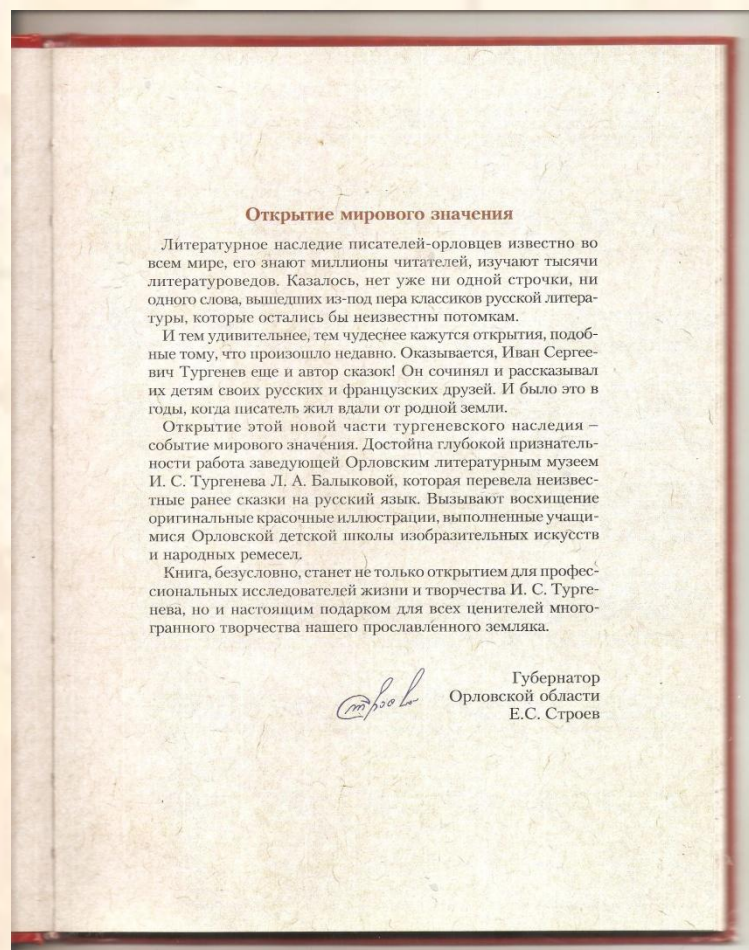 Открытие мирового значения
Литературное наследие писателей-орловцев известно во
всем мире, его знают миллионы читателей, изучают тысячи
литературоведов. Казалось, нет уже ни одной строчки, ни
одного слова, вышедших из-под пера классиков русской литера-
туры, которые остались бы неизвестны потомкам.
И тем удивительнее, тем чудеснее кажутся открытия, подоб-
ные тому, что произошло недавно. Оказывается, Иван Сергее-
вич Тургенев еще и автор сказок! Он сочинял и рассказывал
их детям своих русских и французских друзей. И было это в
годы, когда писатель жил вдали от родной земли.
Открытие этой новой части тургеневского наследия –
событие мирового значения. Достойна глубокой признатель-
ности работа заведующей Орловским литературным музеем
И. С. Тургенева Л. А. Балыковой, которая перевела неизвес-
тные ранее сказки на русский язык. Вызывают восхищение
оригинальные красочные иллюстрации, выполненные учащи-
мися Орловской детской школы изобразительных искусств
и народных ремесел.
Книга, безусловно, станет не только открытием для профес-
сиональных исследователей жизни и творчества И. С. Турге-
нева, но и настоящим подарком для всех ценителей много-
гранного творчества нашего прославленного земляка.
Губернатор
Орловской области
Е.С. Строев